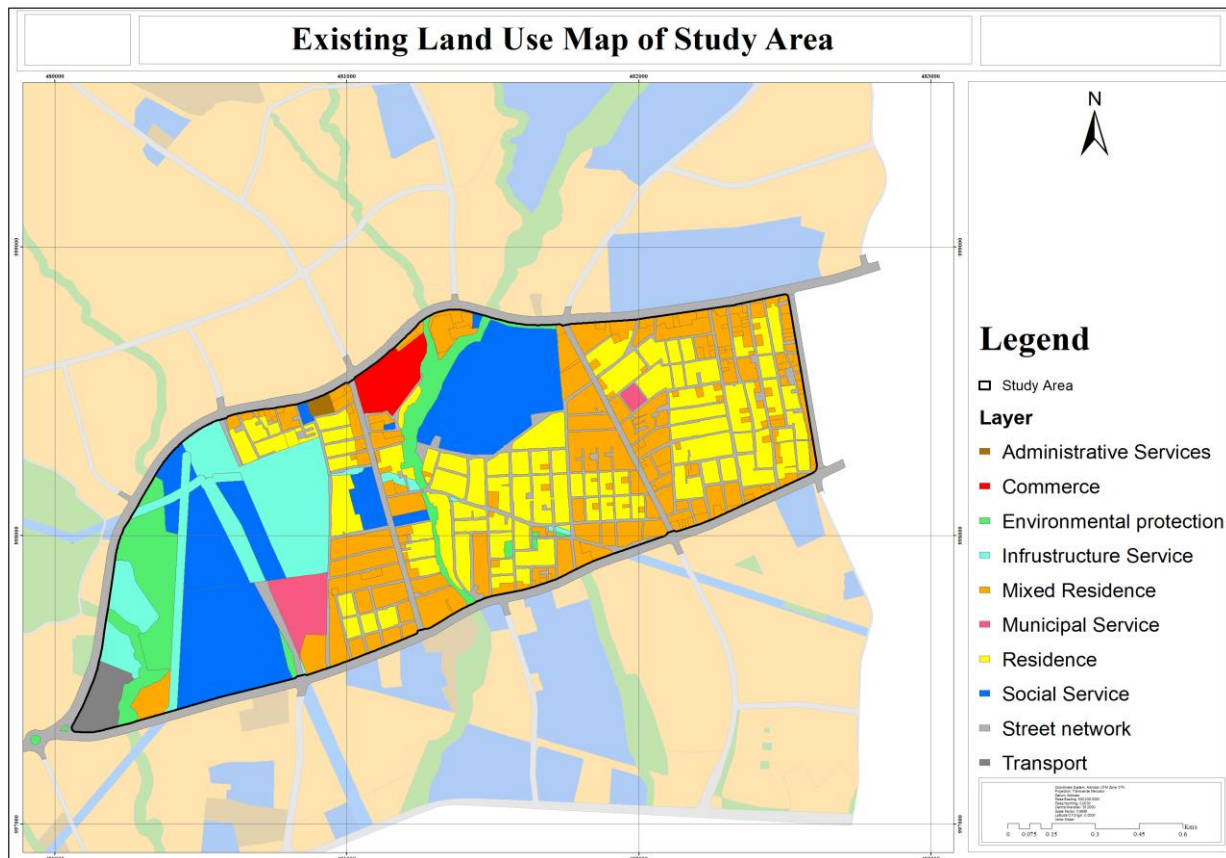 Existing Land Use Map of Study Area
480000
481000
482000
483000
N
Legend
Study Area
Layer
Administrative Services
Commerce
Environmental protection
Infrustructure Service
Mixed Residence
Municipal Service
Residence
Social Service
Street network
Transport
Kms
0 0.075 0.15 0.3 0.45 0.6